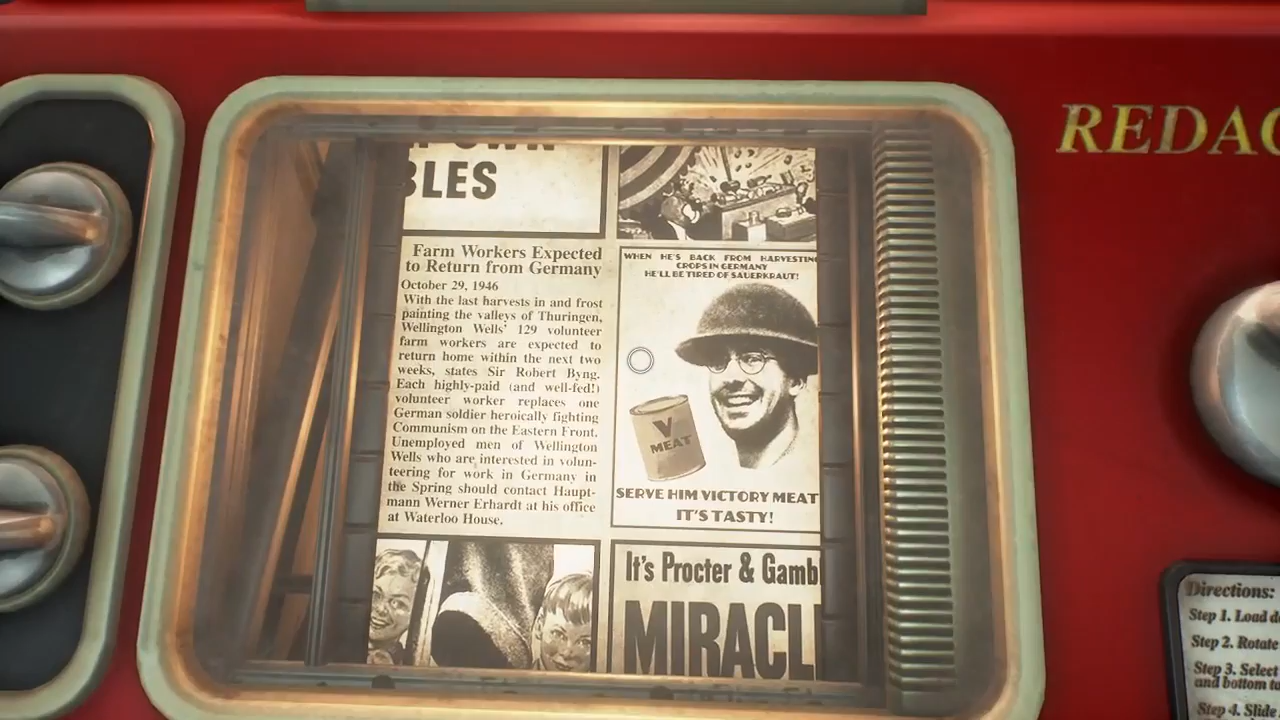 BLES
Farm Workers Expected
to Return from Germany
October 29, 1946
With the last harvests in and frost
painting the valleys of Thuringen,
Wellington Wells' 129 volunteer
farm workers are expected to
return home within the next two
weeks, states Sir Robert Byng.
Each highly-paid (and well-fed!)
volunteer worker replaces one
German soldier heroically fighting
Communism on the Eastern Front.
Unemployed men of Wellington
Wells who are interested in volun-
teering for work in Germany in
the Spring should contact Haupt-
mann Werner Erhardt at his office
at Waterloo House.
WHEN HE'S BACK FROM HARVESTING
CROPS IN GERMANY
HE'LL BE TIRED OF SAUERKRAUT!
V
MEAT
SERVE HIM VICTORY MEAT
IT'S TASTY!
It's Procter & Gamb
MIRACL
REDAC
Directions:
Step 1. Load d
Step 2. Rotate
Step 3. Select
and bottom to
Step 4. Slide